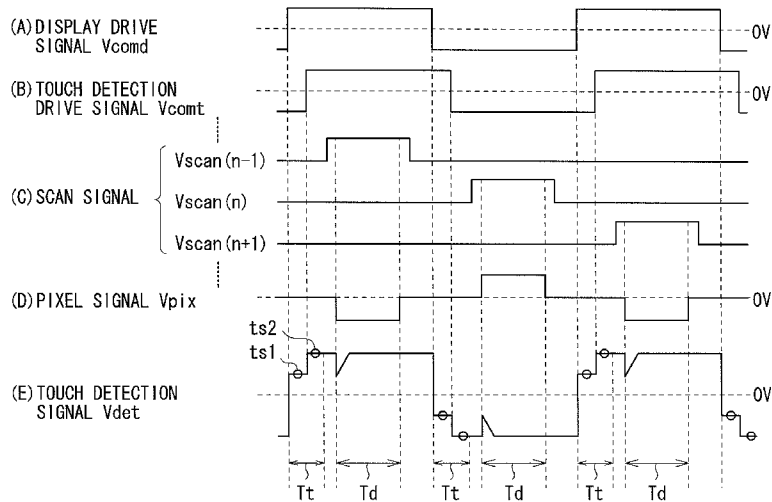 (A) DISPLAY DRIVE
SIGNAL Vcomd
0V
(B) TOUCH DETECTION
DRIVE SIGNAL Vcomt
0V
Vscan(n-1)
(C) SCAN SIGNAL
Vscan(n)
Vscan(n+1)
(D) PIXEL SIGNAL Vpix
0V
ts2
ts1
(E) TOUCH DETECTION
SIGNAL Vdet
0V
Tt Td Tt Td Tt Td